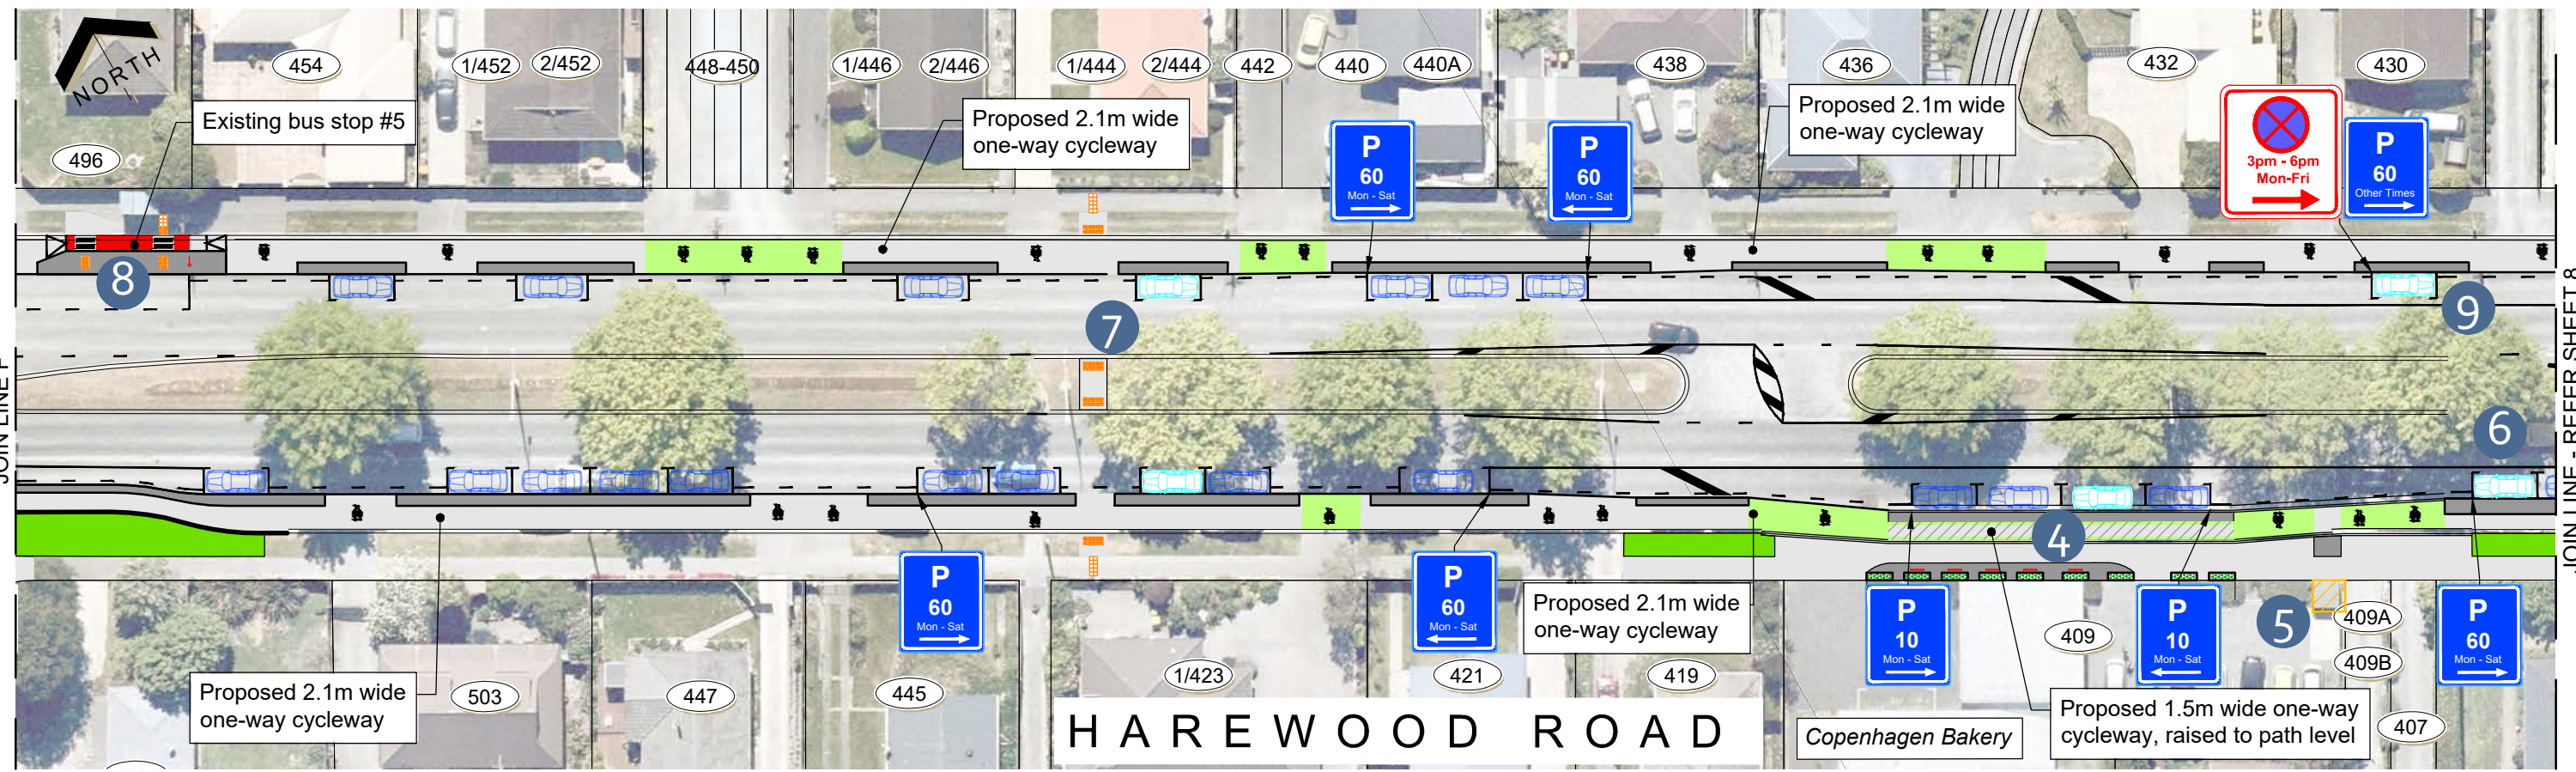 NORTH
454
1/452
2/452
448-450
1/446
2/446
1/444
2/444
442
440
440A
438
436
432
430
496
Existing bus stop #5
Proposed 2.1m wide
one-way cycleway
P
60
Mon - Sat
P
60
Mon - Sat
Proposed 2.1m wide
one-way cycleway
3pm - 6pm
Mon-Fri
P
60
Other Times
8
7
9
6
4
5
JOIN LINE - REFER SHEET 8
JOIN LINE
P
60
Mon - Sat
P
60
Mon - Sat
Proposed 2.1m wide
one-way cycleway
P
10
Mon - Sat
P
10
Mon - Sat
P
60
Mon - Sat
409
409A
409B
407
Proposed 2.1m wide
one-way cycleway
503
447
445
1/423
421
419
HAREWOOD ROAD
Copenhagen Bakery
Proposed 1.5m wide one-way
cycleway, raised to path level